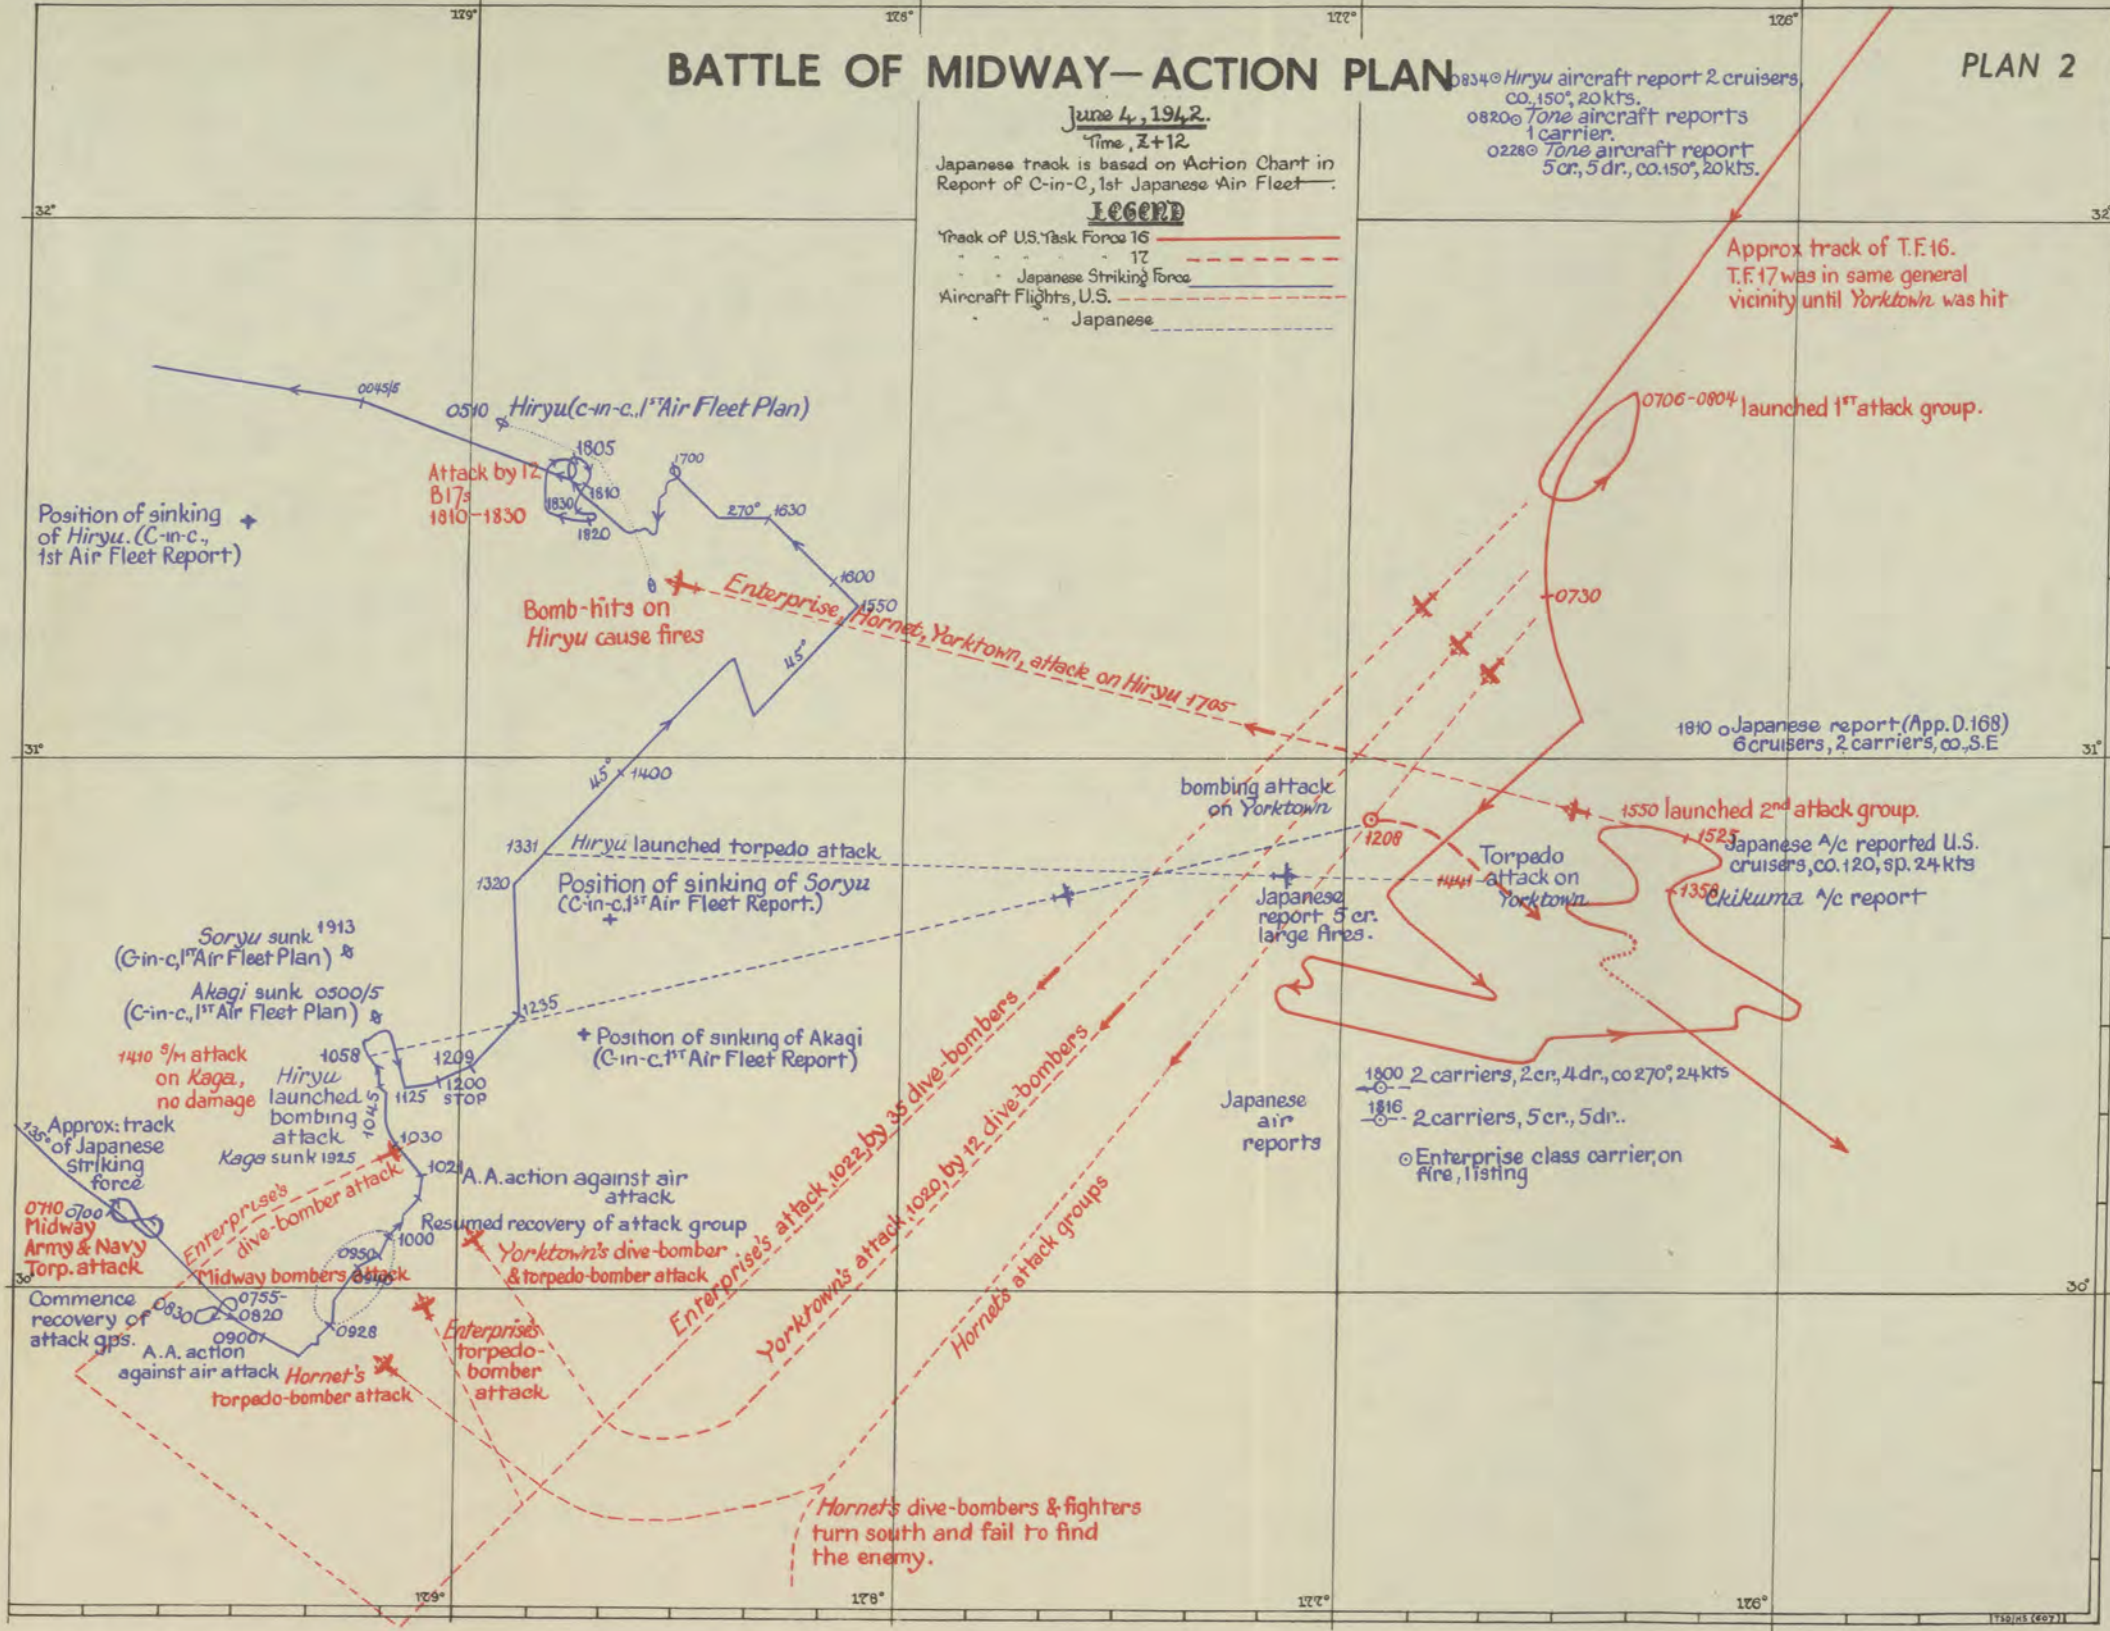 179°
178°
177°
176°
BATTLE OF MIDWAY—ACTION PLAN
PLAN 2
June 4, 1942.
Time, Z+12
Japanese track is based on Action Chart in
Report of C-in-C, 1st Japanese Air Fleet.
LEGEND
Track of U.S. Task Force 16
" " " " 17
" " Japanese Striking Force
Aircraft Flights, U.S.
" " Japanese
0834 Hiryu aircraft report 2 cruisers,
co., 150°, 20 kts.
0820 Tone aircraft reports
1 carrier.
0228 Tone aircraft report
5 cr., 5 dr., co. 150°, 20 kts.
32°
32°
Approx track of T.F. 16.
T.F. 17 was in same general
vicinity until Yorktown was hit
0706-0804 launched 1ST attack group.
0730
0045/5
0510 Hiryu (C-in-C., 1ST Air Fleet Plan)
1805
1700
Attack by 12
B17s
1810-1830
1810
1830
1820
270°
1630
1600
1550
Position of sinking
of Hiryu. (C-in-C.,
1st Air Fleet Report)
Bomb-hits on
Hiryu cause fires
Enterprise, Hornet, Yorktown, attack on Hiryu 1705
45°
45°
1400
31°
31°
1810 Japanese report (App. D. 168)
6 cruisers, 2 carriers, co., S.E
bombing attack
on Yorktown
1208
1550 launched 2nd attack group.
1525
Japanese A/c reported U.S.
cruisers, co. 120, sp. 24 kts
1358
Chikuma A/c report
Torpedo
1441 attack on
Yorktown
1331 Hiryu launched torpedo attack
1320
Position of sinking of Soryu
(C-in-C. 1ST Air Fleet Report.)
Japanese
report 5 cr.
large fires.
Soryu sunk 1913
(C-in-C, 1ST Air Fleet Plan)
Akagi sunk 0500/5
(C-in-C., 1ST Air Fleet Plan)
1235
Position of sinking of Akagi
(C-in-C. 1ST Air Fleet Report)
1410 S/M attack
on Kaga,
no damage
1058
1209
1200
STOP
1125
1045
Hiryu
launched
bombing
attack
Kaga sunk 1925
1030
1021 A.A. action against air
attack
135°
Approx: track
of Japanese
striking
force
0700
0710
Midway
Army & Navy
Torp. attack
Enterprise's
dive-bomber attack
Resumed recovery of attack group
1000
0950
Midway bombers attack
Yorktown's dive-bomber
& torpedo-bomber attack
Enterprise's attack, 1022, by 35 dive-bombers
Yorktown's attack, 1020, by 12 dive-bombers
Hornet's attack groups
Japanese
air
reports
1800 2 carriers, 2 cr., 4 dr., co 270°, 24 kts
1816 2 carriers, 5 cr., 5 dr..
Enterprise class carrier, on
fire, listing
30°
30°
Commence
recovery of
attack gps.
0830
0755-
0820
0900
0928
A.A. action
against air attack
Hornet's
torpedo-bomber attack
Enterprise's
torpedo-
bomber
attack
Hornet's dive-bombers & fighters
turn south and fail to find
the enemy.
179°
178°
177°
176°